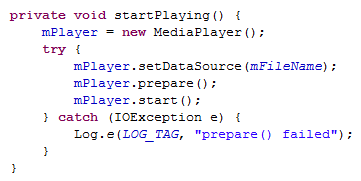 private void startPlaying() {
    mPlayer = new MediaPlayer();
    try {
        mPlayer.setDataSource(mFileName);
        mPlayer.prepare();
        mPlayer.start();
    } catch (IOException e) {
        Log.e(LOG_TAG, "prepare() failed");
    }
}